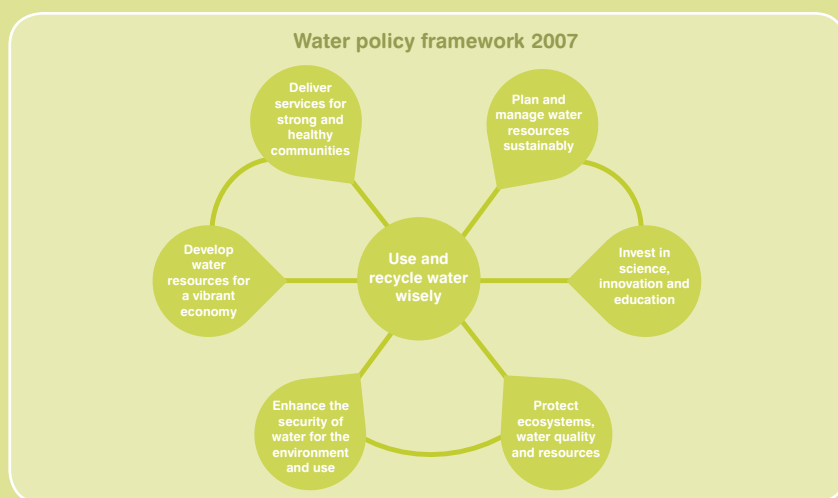 Water policy framework 2007
Deliver
services for
strong and
healthy
communities
Plan and
manage water
resources
sustainably
Develop
water
resources for
a vibrant
economy
Use and
recycle water
wisely
Invest in
science,
innovation and
education
Enhance the
security of
water for the
environment
and use
Protect
ecosystems,
water quality
and resources